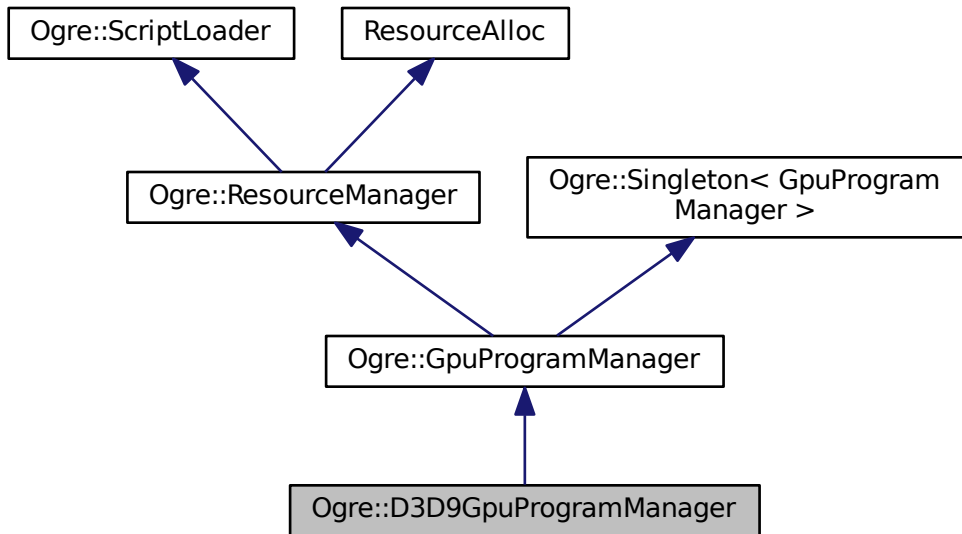 Ogre::ScriptLoader
ResourceAlloc
Ogre::ResourceManager
Ogre::Singleton< GpuProgram
Manager >
Ogre::GpuProgramManager
Ogre::D3D9GpuProgramManager